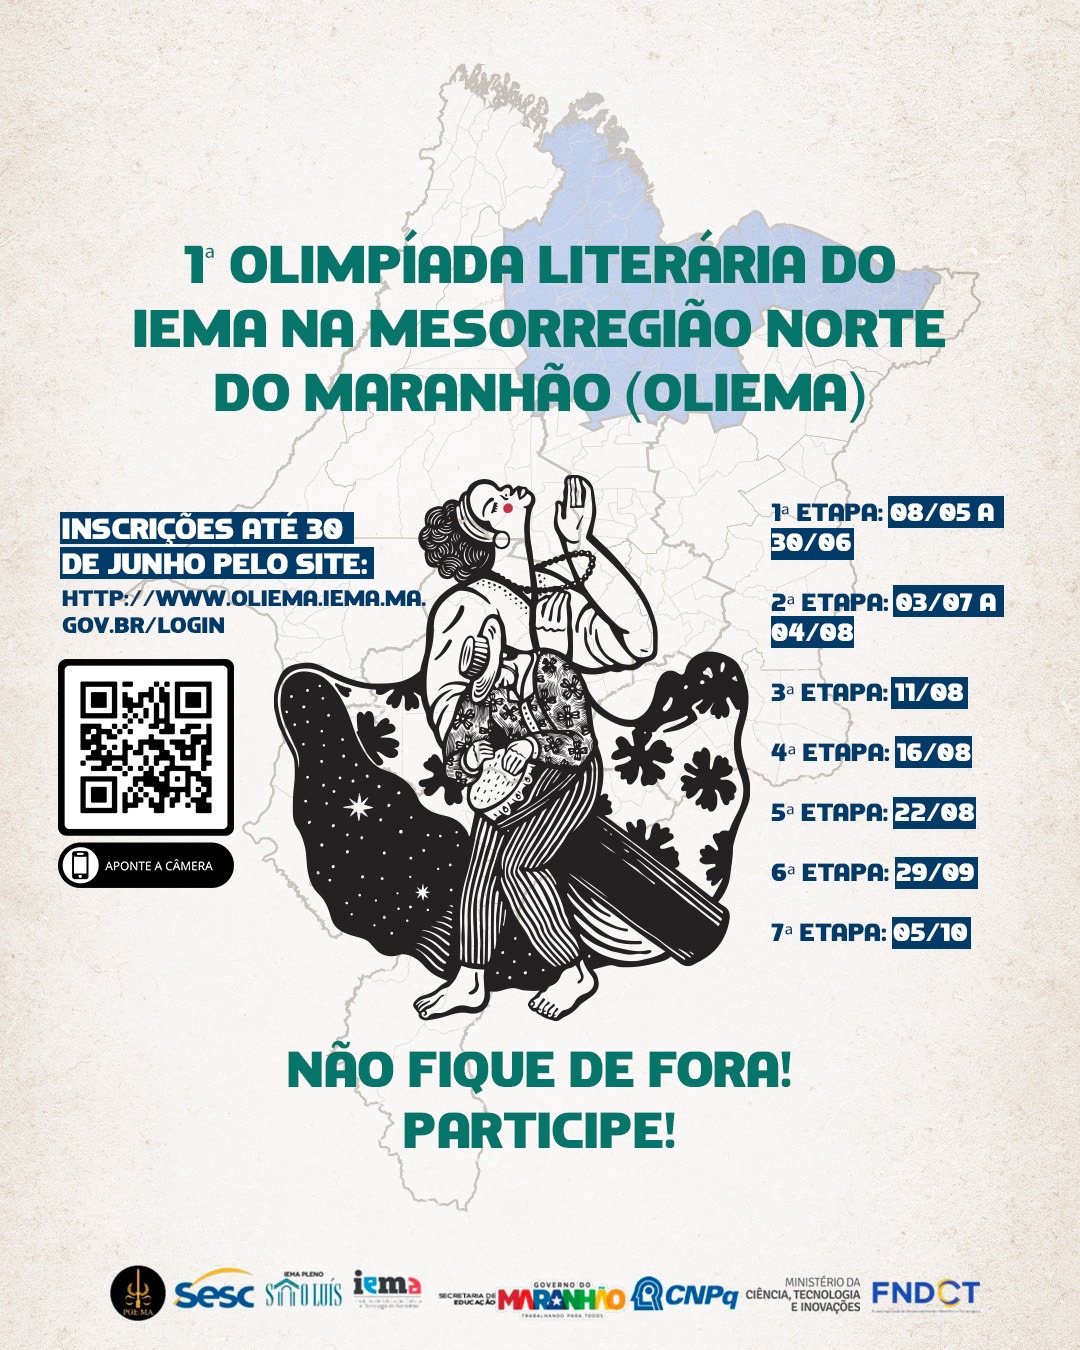 1ª OLIMPÍADA LITERÁRIA DO
IEMA NA MESORREGIÃO NORTE
DO MARANHÃO (OLIEMA)
INSCRIÇÕES ATÉ 30
DE JUNHO PELO SITE:
HTTP://WWW.OLIEMA.IEMA.MA.
GOV.BR/LOGIN
APONTE A CÂMERA
1ª ETAPA: 08/05 A
30/06
2ª ETAPA: 03/07 A
04/08
3ª ETAPA: 11/08
4ª ETAPA: 16/08
5ª ETAPA: 22/08
6ª ETAPA: 29/09
7ª ETAPA: 05/10
NÃO FIQUE DE FORA!
PARTICIPE!
PGE MA
Sesc
IEMA PLENO
SÃO LUÍS
iema
SECRETARIA DE
EDUCAÇÃO
GOVERNO DO
MARANHÃO
TRABALHANDO PARA TODOS
CNPq
MINISTÉRIO DA
CIÊNCIA, TECNOLOGIA
E INOVAÇÕES
FNDCT